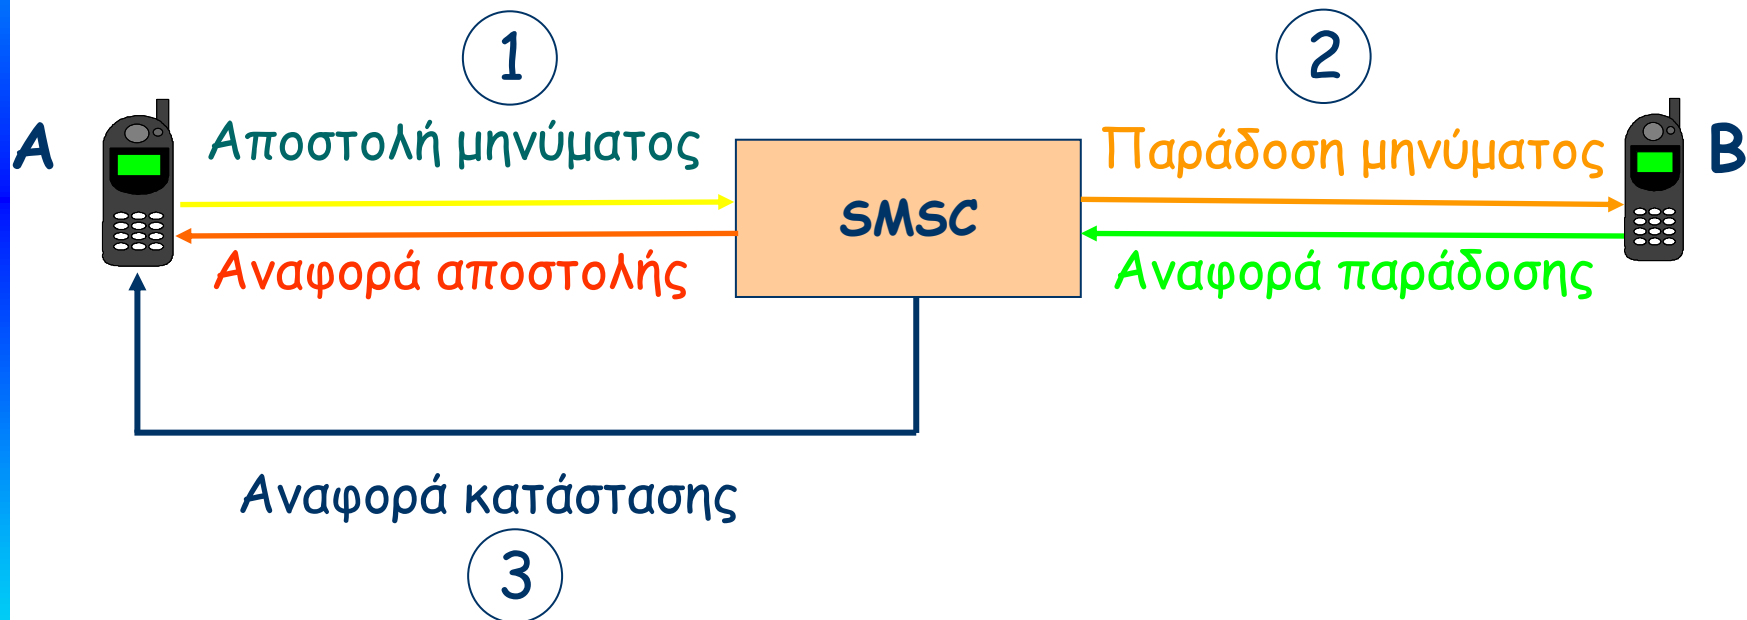 1
2
A
Αποστολή μηνύματος
SMSC
Παράδοση μηνύματος
B
Αναφορά αποστολής
Αναφορά παράδοσης
Αναφορά κατάστασης
3